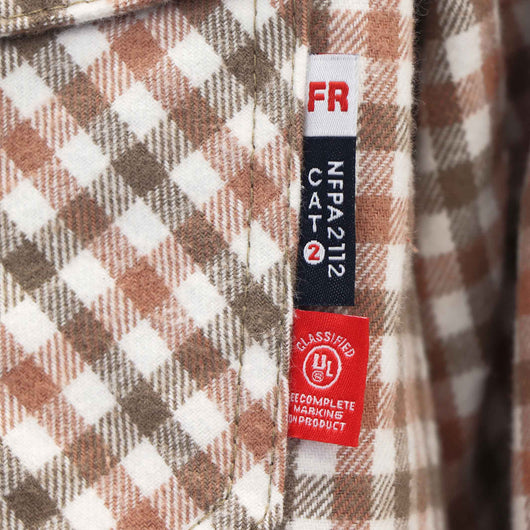 FR
NFPA 2112
CAT 2
CLASSIFIED
UL
COMPLETE
MARKING
PRODUCT